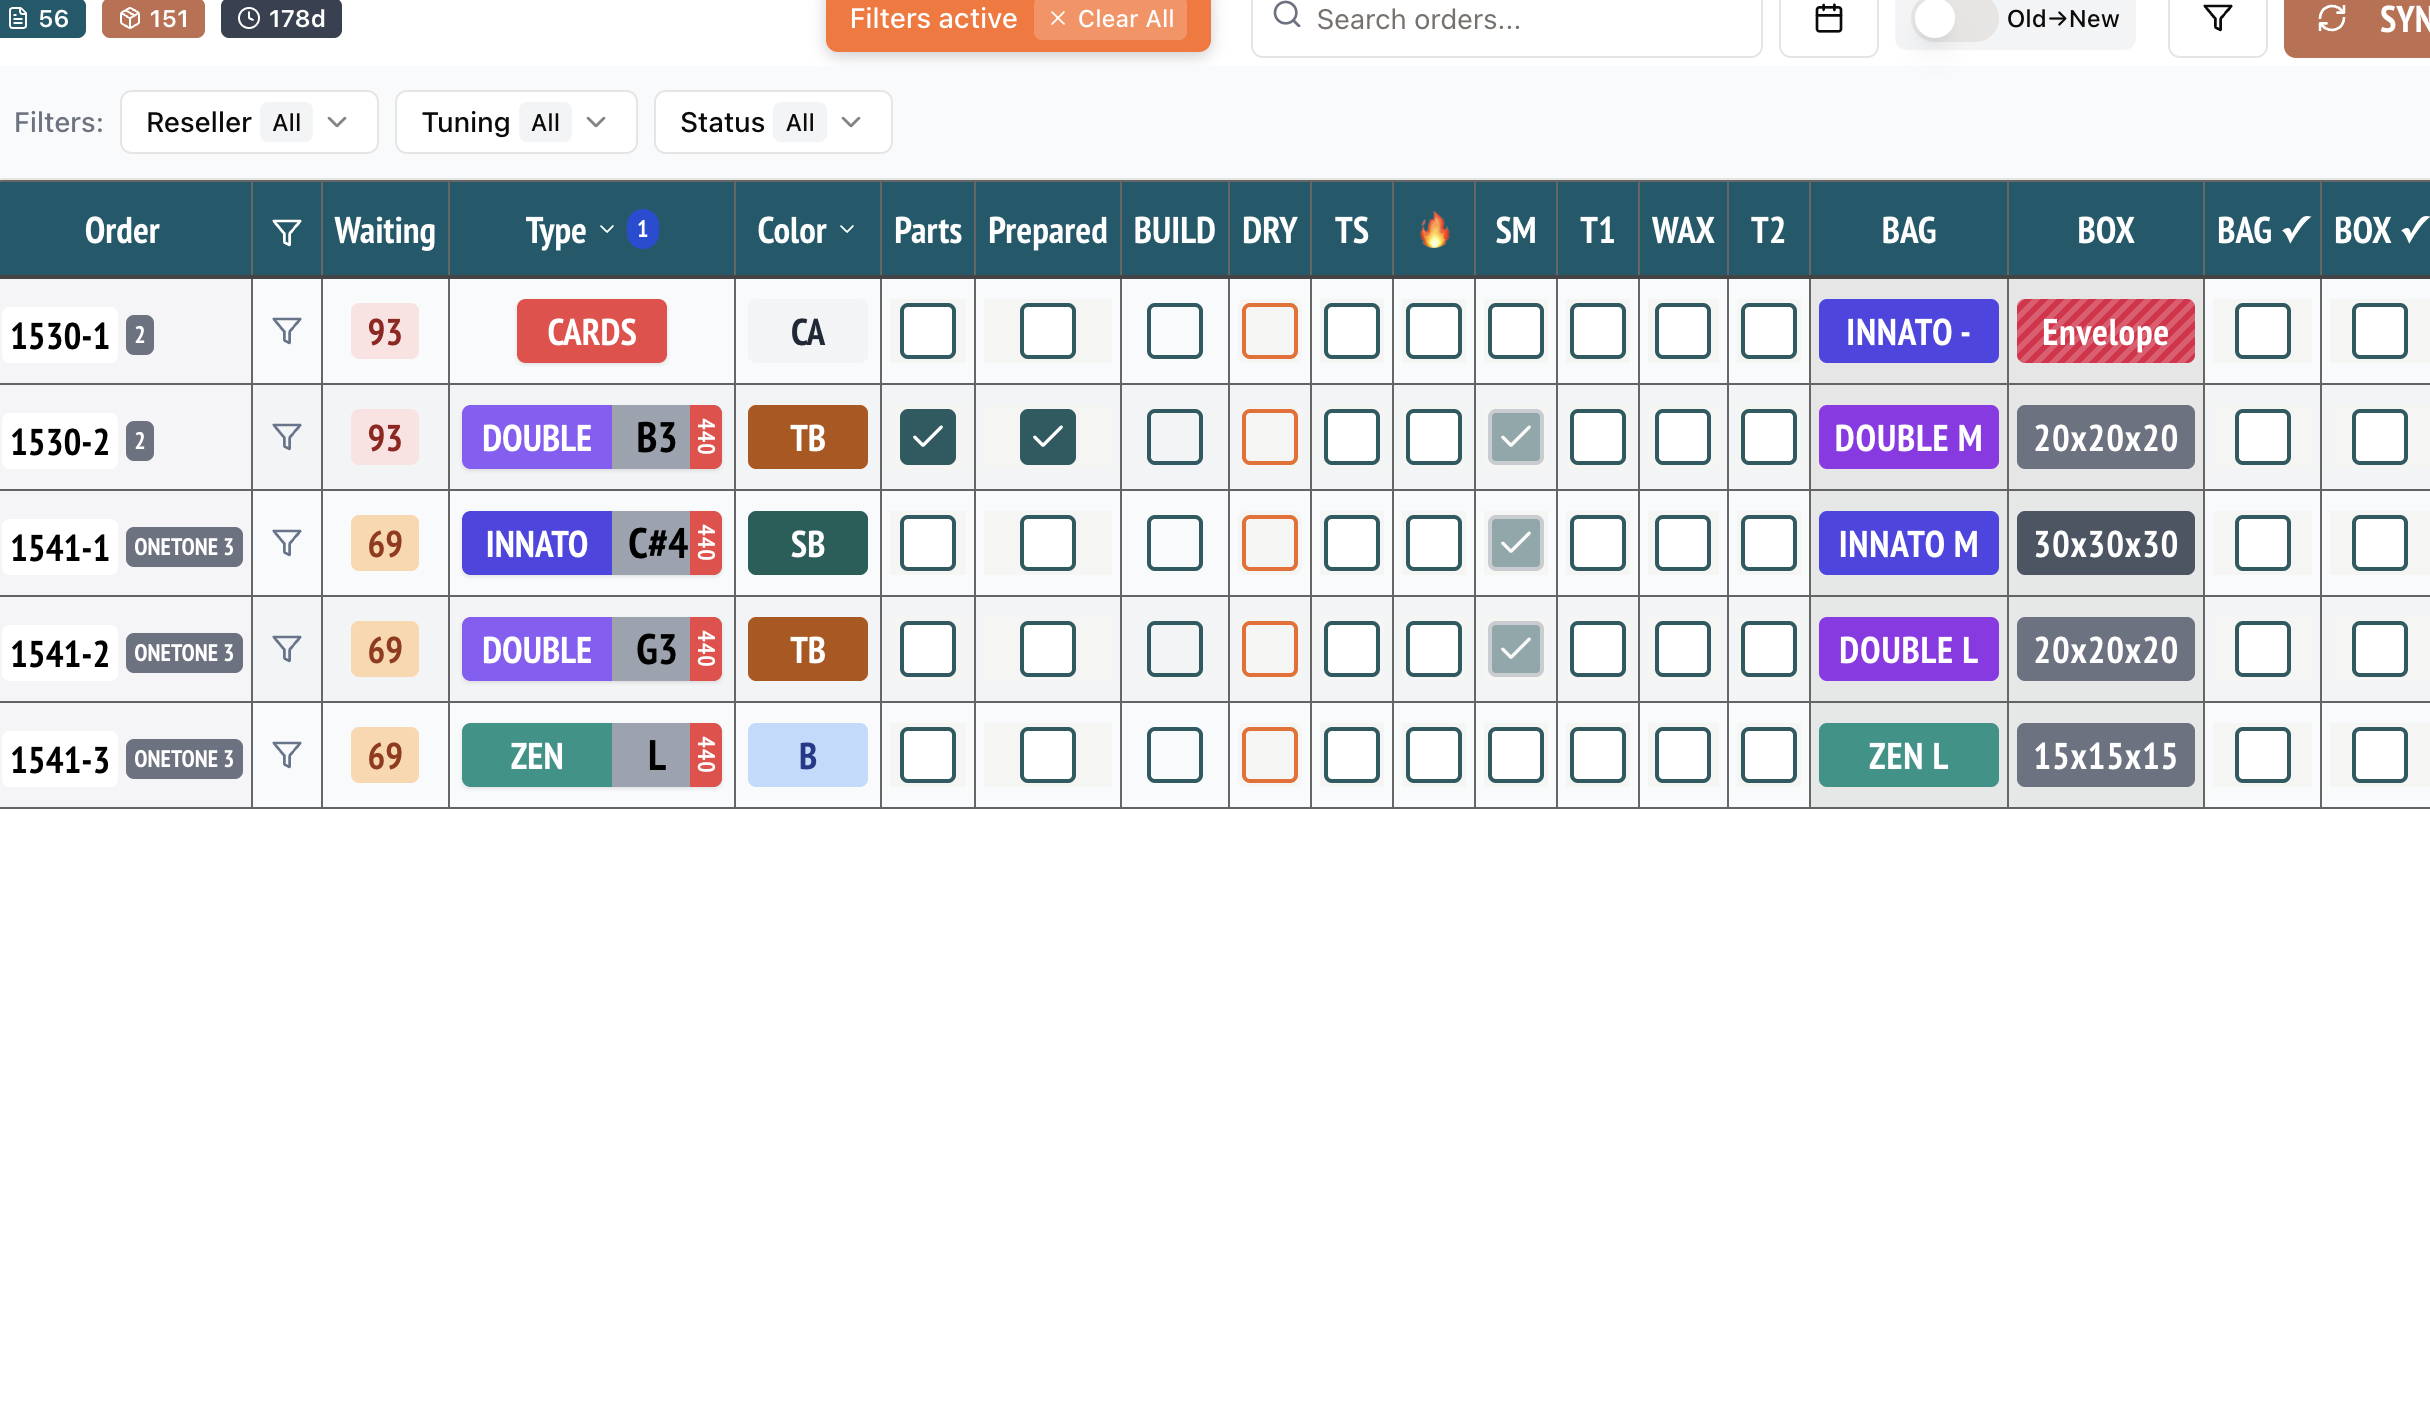 56 151 178d Filters active Clear All Search orders... Old→New
Filters: Reseller All Tuning All Status All
Order Waiting Type 1 Color Parts Prepared BUILD DRY TS 🔥 SM T1 WAX T2 BAG BOX BAG ✓ BOX ✓
1530-1 2 93 CARDS CA INNATO - Envelope
1530-2 2 93 DOUBLE B3 440 TB DOUBLE M 20x20x20
1541-1 ONETONE 3 69 INNATO C#4 440 SB INNATO M 30x30x30
1541-2 ONETONE 3 69 DOUBLE G3 440 TB DOUBLE L 20x20x20
1541-3 ONETONE 3 69 ZEN L 440 B ZEN L 15x15x15